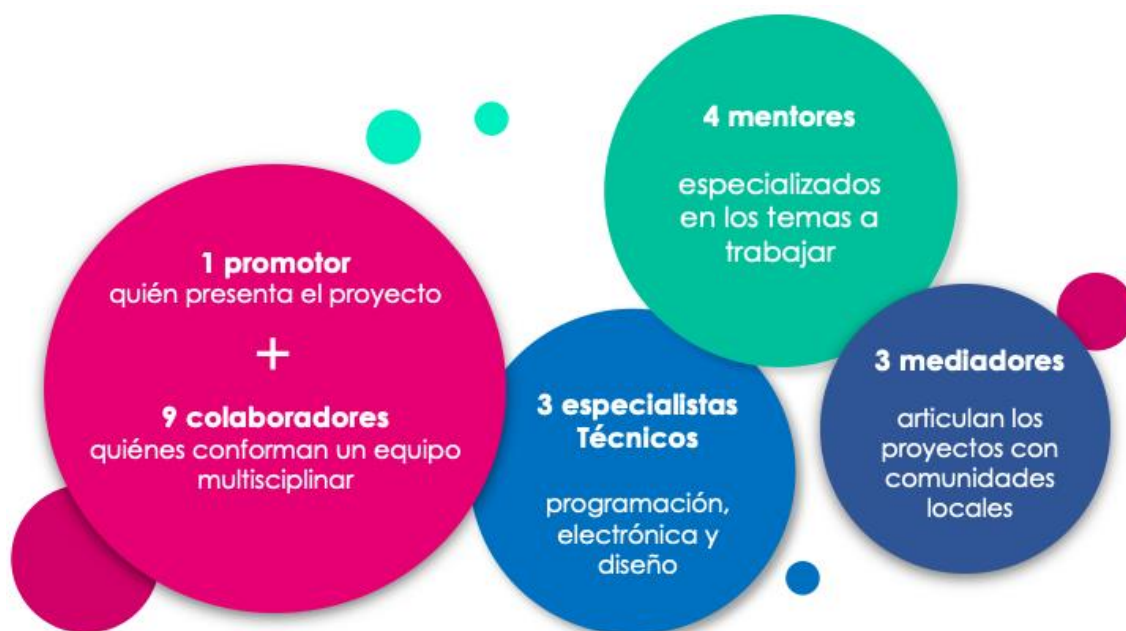 1 promotor
quién presenta el proyecto
+
9 colaboradores
quiénes conforman un equipo
multisciplinar
3 especialistas
Técnicos
programación,
electrónica y
diseño
4 mentores
especializados
en los temas a
trabajar
3 mediadores
articulan los
proyectos con
comunidades
locales